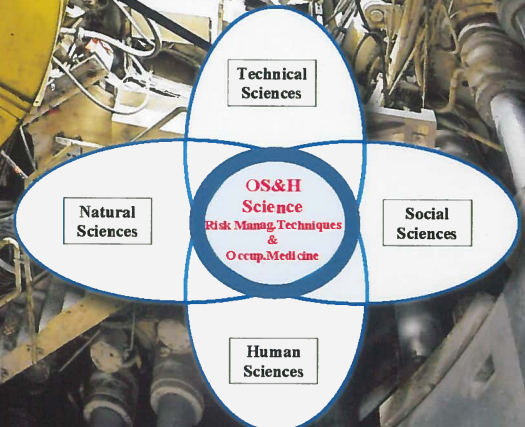 Technical
Sciences
Natural
Sciences
OS&H
Science
Risk Manag.Techniques
&
Occup.Medicine
Social
Sciences
Human
Sciences